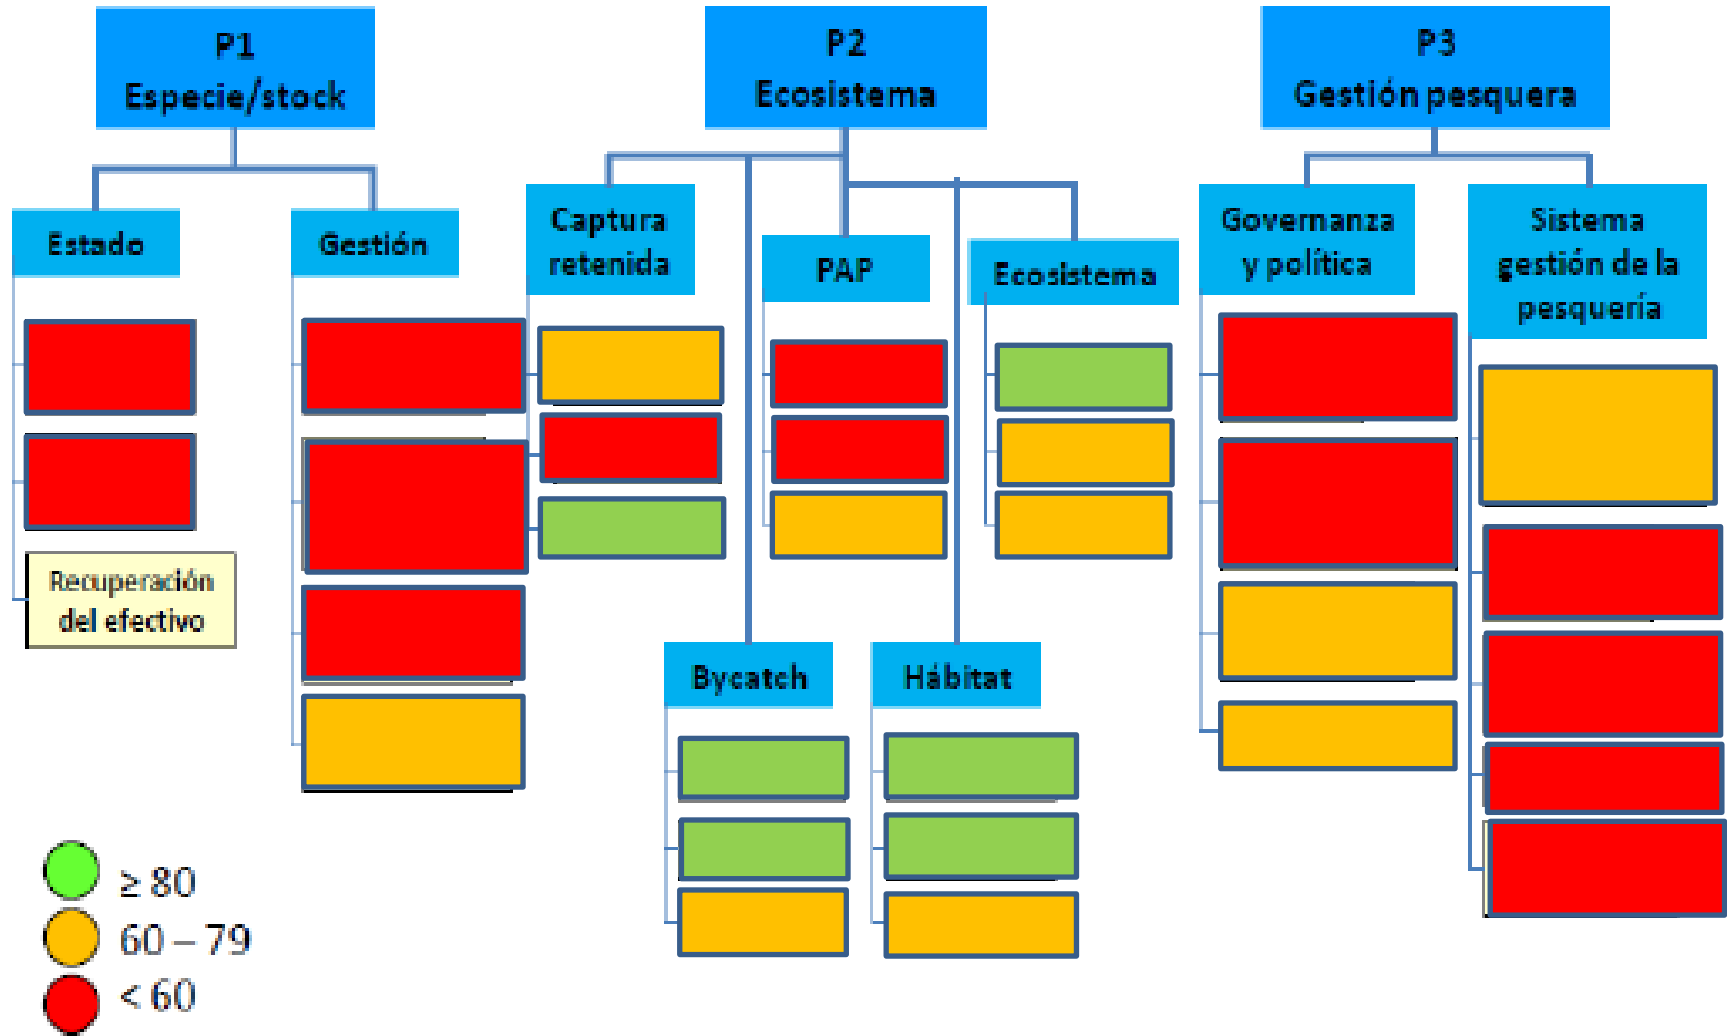 P1
Especie/stock
P2
Ecosistema
P3
Gestión pesquera
Estado
Gestión
Captura
retenida
PAP
Ecosistema
Governanza
y política
Sistema
gestión de la
pesquería
Recuperación
del efectivo
Bycatch
Hábitat
≥ 80
60 – 79
< 60